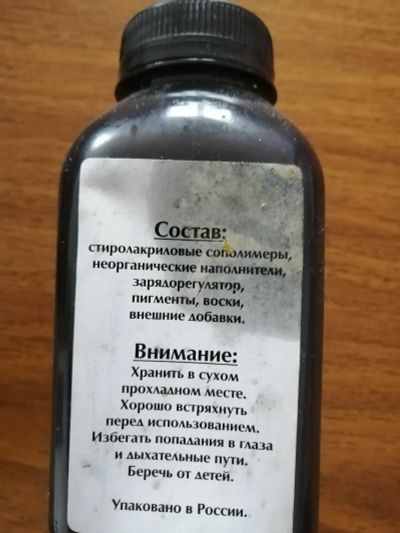 Состав:
стиролакриловые сополимеры,
неорганические наполнители,
зарядорегулятор,
пигменты, воски,
внешние добавки.
Внимание:
Хранить в сухом
прохладном месте.
Хорошо встряхнуть
перед использованием.
Избегать попадания в глаза
и дыхательные пути.
Беречь от детей.
Упаковано в России.